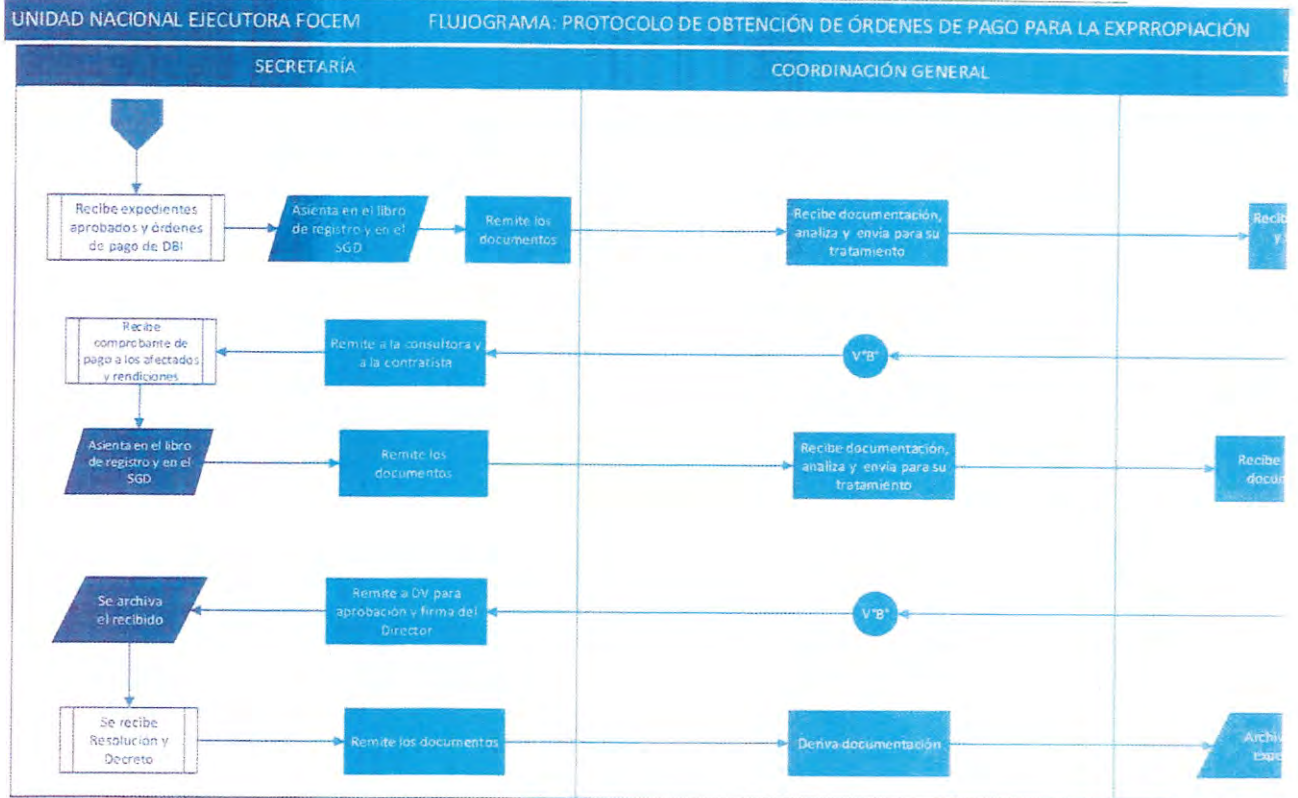 UNIDAD NACIONAL EJECUTORA FOCEM
FLUJOGRAMA: PROTOCOLO DE OBTENCIÓN DE ÓRDENES DE PAGO PARA LA EXPRROPIACIÓN
SECRETARÍA
COORDINACIÓN GENERAL
Recibe expedientes
aprobados y órdenes
de pago de DBI
Asienta en el libro
de registro y en el
SGD
Remite los
documentos
Recibe documentación,
analiza y envía para su
tratamiento
Recib
y
Recibe
comprobante de
pago a los afectados
y rendiciones
Remite a la consultora y
a la contratista
V°B°
Asienta en el libro
de registro y en el
SGD
Remite los
documentos
Recibe documentación,
analiza y envía para su
tratamiento
Recibe
docum
Se archiva
el recibido
Remite a DV para
aprobación y firma del
Director
V°B°
Se recibe
Resolución y
Decreto
Remite los documentos
Deriva documentación
Archiv
expe